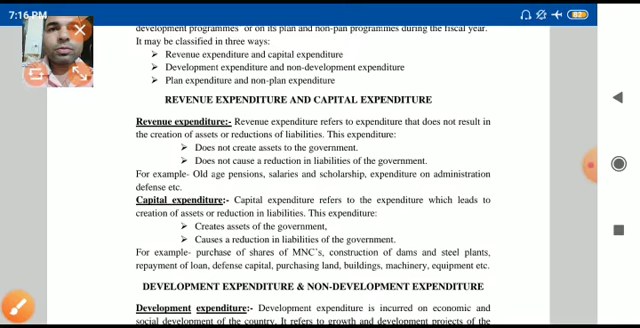 7:16 PM
83
development programmes or on its plan and non-pan programmes during the fiscal year.
It may be classified in three ways:
➤ Revenue expenditure and capital expenditure
➤ Development expenditure and non-development expenditure
➤ Plan expenditure and non-plan expenditure
REVENUE EXPENDITURE AND CAPITAL EXPENDITURE
Revenue expenditure:- Revenue expenditure refers to expenditure that does not result in
the creation of assets or reductions of liabilities. This expenditure:
➤ Does not create assets to the government.
➤ Does not cause a reduction in liabilities of the government.
For example- Old age pensions, salaries and scholarship, expenditure on administration
defense etc.
Capital expenditure:- Capital expenditure refers to the expenditure which leads to
creation of assets or reduction in liabilities. This expenditure:
➤ Creates assets of the government,
➤ Causes a reduction in liabilities of the government.
For example- purchase of shares of MNC's, construction of dams and steel plants,
repayment of loan, defense capital, purchasing land, buildings, machinery, equipment etc.
DEVELOPMENT EXPENDITURE & NON-DEVELOPMENT EXPENDITURE
Development expenditure:- Development expenditure is incurred on economic and
social development of the country. It refers to growth and development projects of the